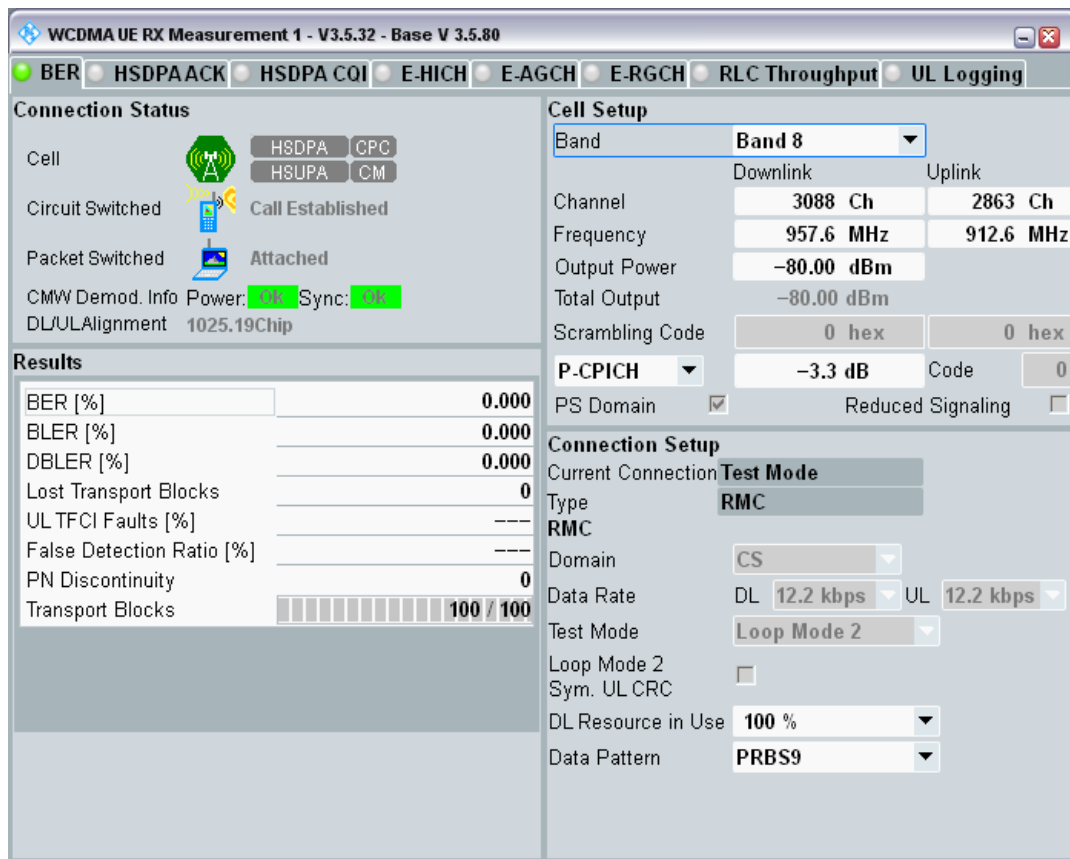 WCDMA UE RX Measurement 1 - V3.5.32 - Base V 3.5.80
BER HSDPA ACK HSDPA CQI E-HICH E-AGCH E-RGCH RLC Throughput UL Logging
Connection Status
Cell HSDPA CPC
HSUPA CM
Circuit Switched Call Established
Packet Switched Attached
CMW Demod. Info Power: Ok Sync: Ok
DL/UL Alignment 1025.19Chip
Results
BER [%] 0.000
BLER [%] 0.000
DBLER [%] 0.000
Lost Transport Blocks 0
UL TFCI Faults [%] ---
False Detection Ratio [%] ---
PN Discontinuity 0
Transport Blocks 100 / 100
Cell Setup
Band Band 8
Downlink Uplink
Channel 3088 Ch 2863 Ch
Frequency 957.6 MHz 912.6 MHz
Output Power −80.00 dBm
Total Output −80.00 dBm
Scrambling Code 0 hex 0 hex
P-CPICH −3.3 dB Code 0
PS Domain Reduced Signaling
Connection Setup
Current Connection Test Mode
Type RMC
RMC
Domain CS
Data Rate DL 12.2 kbps UL 12.2 kbps
Test Mode Loop Mode 2
Loop Mode 2
Sym. UL CRC
DL Resource in Use 100 %
Data Pattern PRBS9